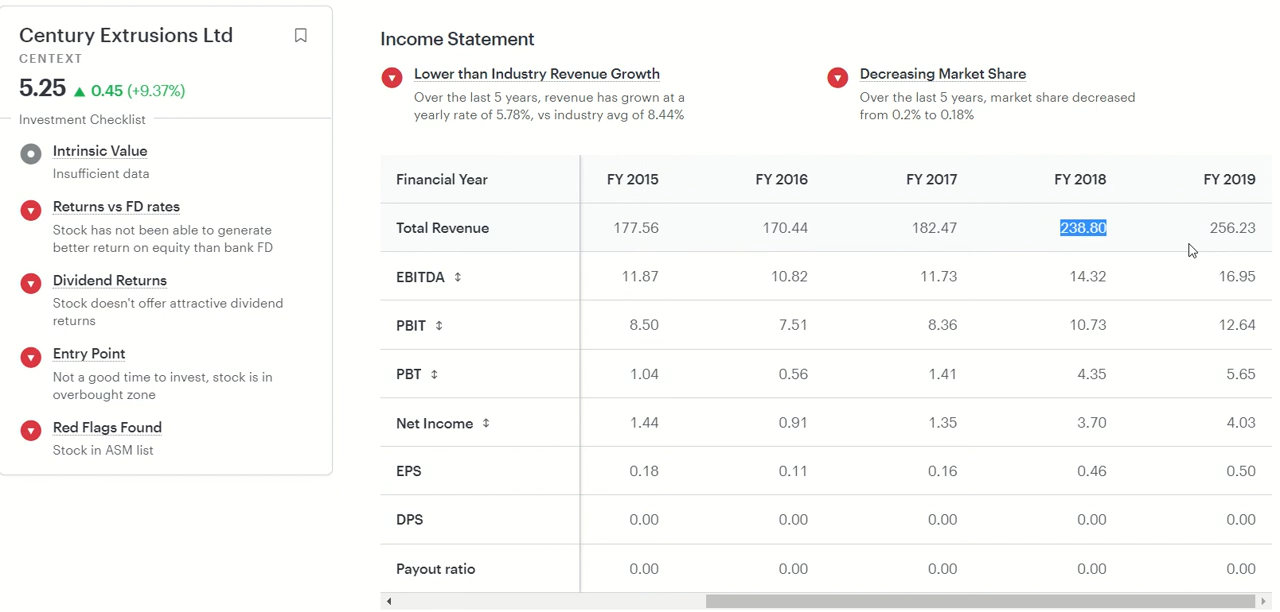 Century Extrusions Ltd
CENTEXT
5.25 ▲ 0.45 (+9.37%)
Investment Checklist
Intrinsic Value
Insufficient data
Returns vs FD rates
Stock has not been able to generate
better return on equity than bank FD
Dividend Returns
Stock doesn't offer attractive dividend
returns
Entry Point
Not a good time to invest, stock is in
overbought zone
Red Flags Found
Stock in ASM list
Income Statement
Lower than Industry Revenue Growth
Over the last 5 years, revenue has grown at a
yearly rate of 5.78%, vs industry avg of 8.44%
Decreasing Market Share
Over the last 5 years, market share decreased
from 0.2% to 0.18%
Financial Year FY 2015 FY 2016 FY 2017 FY 2018 FY 2019
Total Revenue 177.56 170.44 182.47 238.80 256.23
EBITDA 11.87 10.82 11.73 14.32 16.95
PBIT 8.50 7.51 8.36 10.73 12.64
PBT 1.04 0.56 1.41 4.35 5.65
Net Income 1.44 0.91 1.35 3.70 4.03
EPS 0.18 0.11 0.16 0.46 0.50
DPS 0.00 0.00 0.00 0.00 0.00
Payout ratio 0.00 0.00 0.00 0.00 0.00